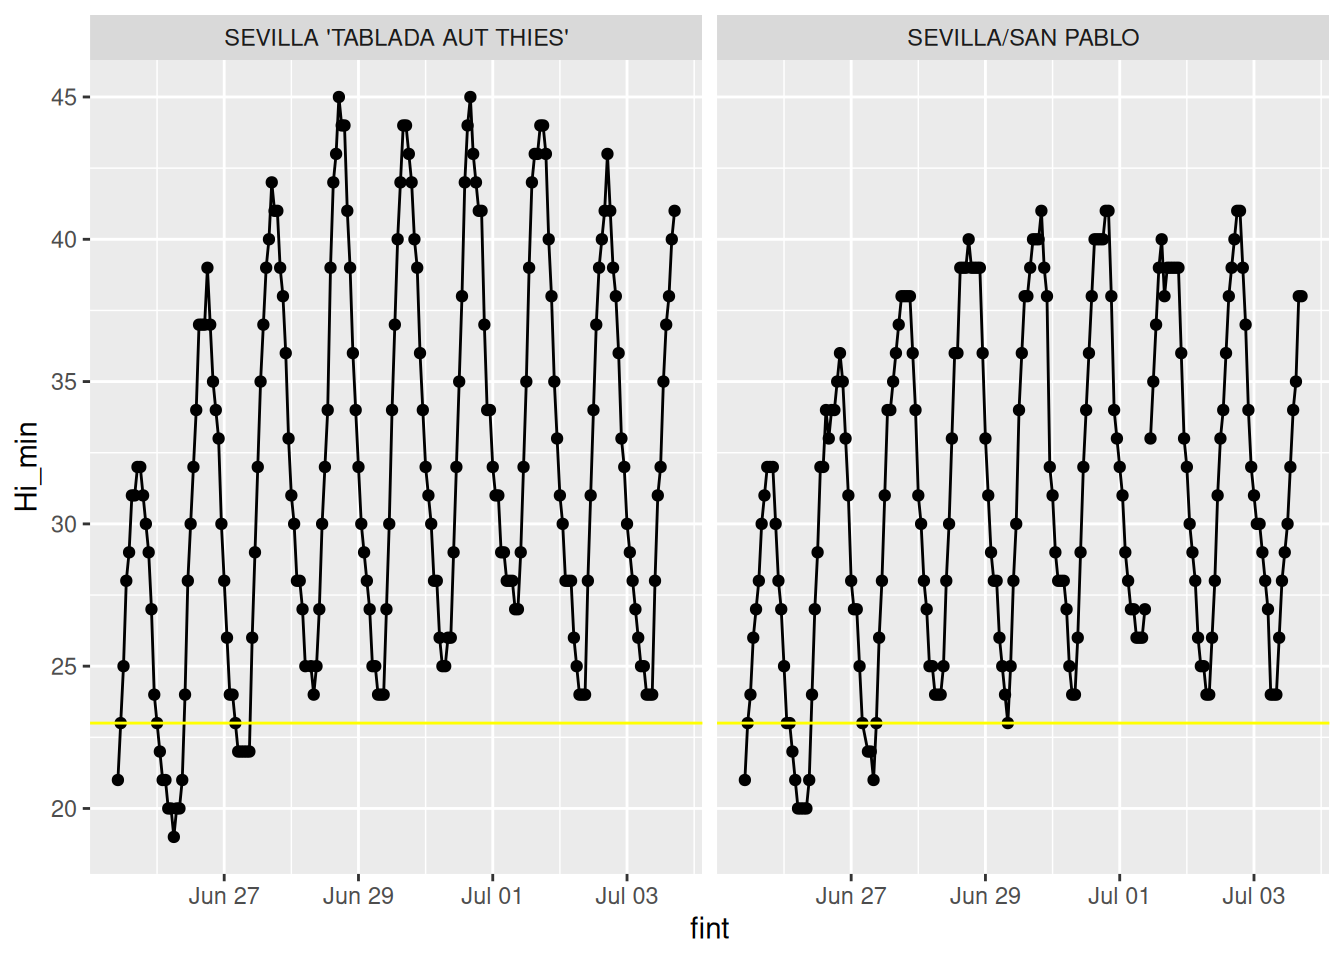 SEVILLA 'TABLADA AUT THIES'
SEVILLA/SAN PABLO
45
40
35
30
25
20
Hi_min
Jun 27
Jun 29
Jul 01
Jul 03
Jun 27
Jun 29
Jul 01
Jul 03
fint